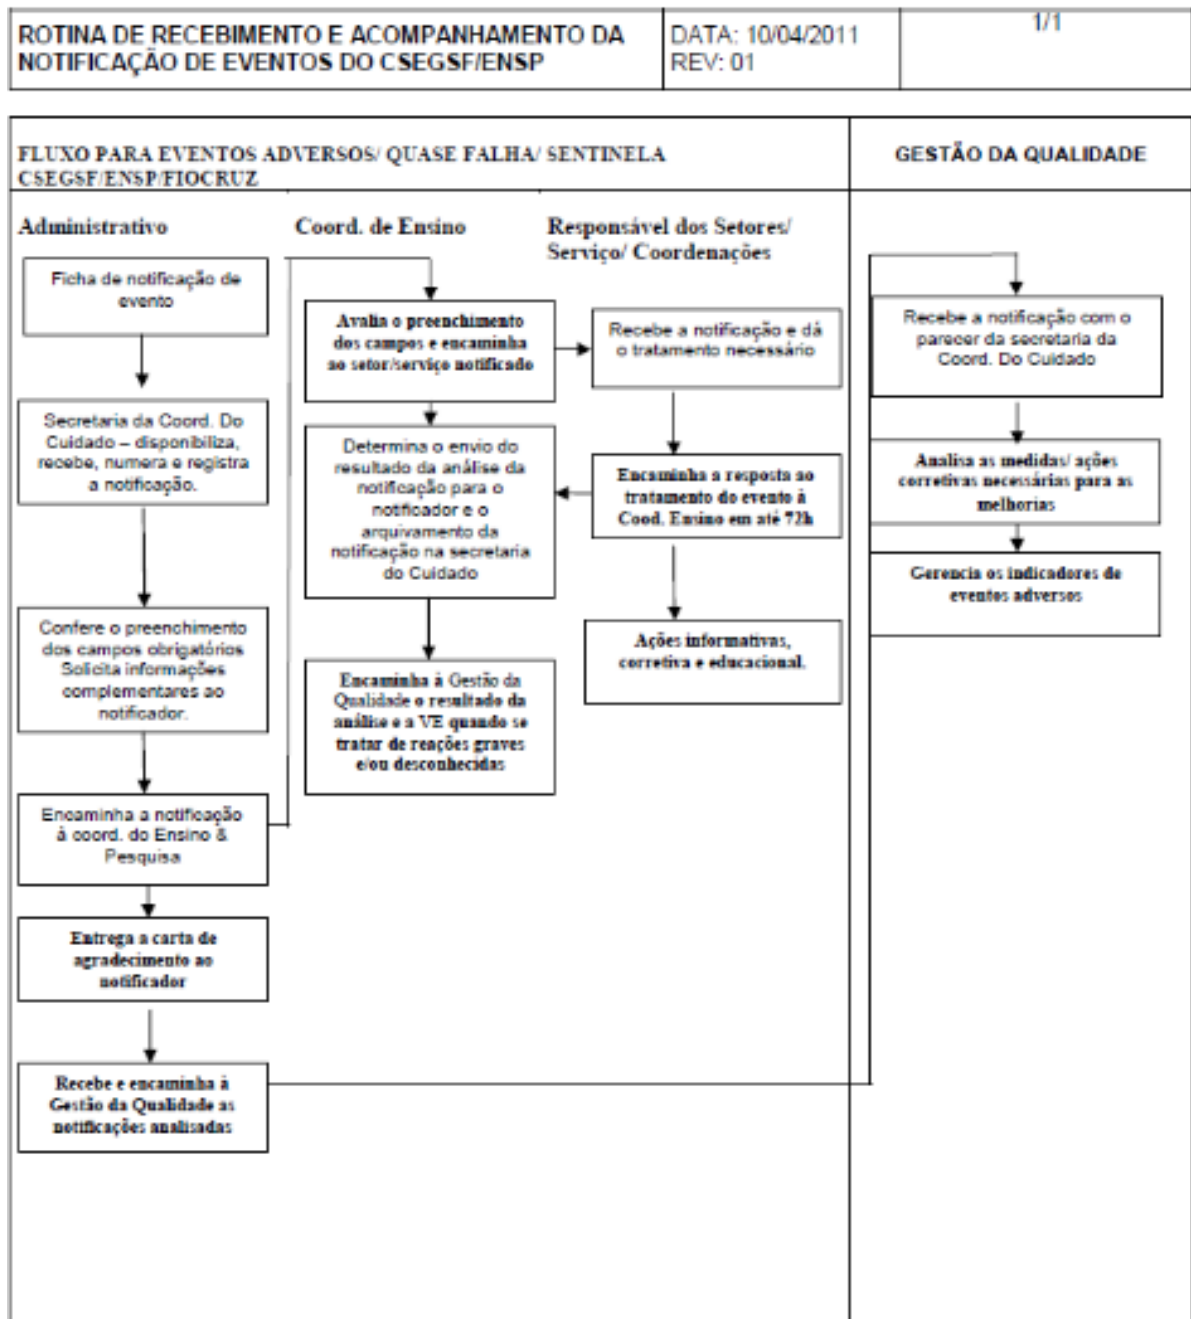 ROTINA DE RECEBIMENTO E ACOMPANHAMENTO DA
NOTIFICAÇÃO DE EVENTOS DO CSEGSF/ENSP
DATA: 10/04/2011
REV: 01
1/1
FLUXO PARA EVENTOS ADVERSOS/ QUASE FALHA/ SENTINELA
CSEGSF/ENSP/FIOCRUZ
GESTÃO DA QUALIDADE
Administrativo
Ficha de notificação de
evento
Secretaria da Coord. Do
Cuidado – disponibiliza,
recebe, numera e registra
a notificação.
Confere o preenchimento
dos campos obrigatórios
Solicita informações
complementares ao
notificador.
Encaminha a notificação
à coord. do Ensino &
Pesquisa
Entrega a carta de
agradecimento ao
notificador
Recebe e encaminha à
Gestão da Qualidade as
notificações analisadas
Coord. de Ensino
Avalia o preenchimento
dos campos e encaminha
ao setor/serviço notificado
Determina o envio do
resultado da análise da
notificação para o
notificador e o
arquivamento da
notificação na secretaria
do Cuidado
Encaminha à Gestão da
Qualidade o resultado da
análise e a VE quando se
tratar de reações graves
e/ou desconhecidas
Responsável dos Setores/
Serviço/ Coordenações
Recebe a notificação e dá
o tratamento necessário
Encaminha a resposta ao
tratamento do evento à
Cood. Ensino em até 72h
Ações informativas,
corretiva e educacional.
Recebe a notificação com o
parecer da secretaria da
Coord. Do Cuidado
Analisa as medidas/ ações
corretivas necessárias para as
melhorias
Gerencia os indicadores de
eventos adversos